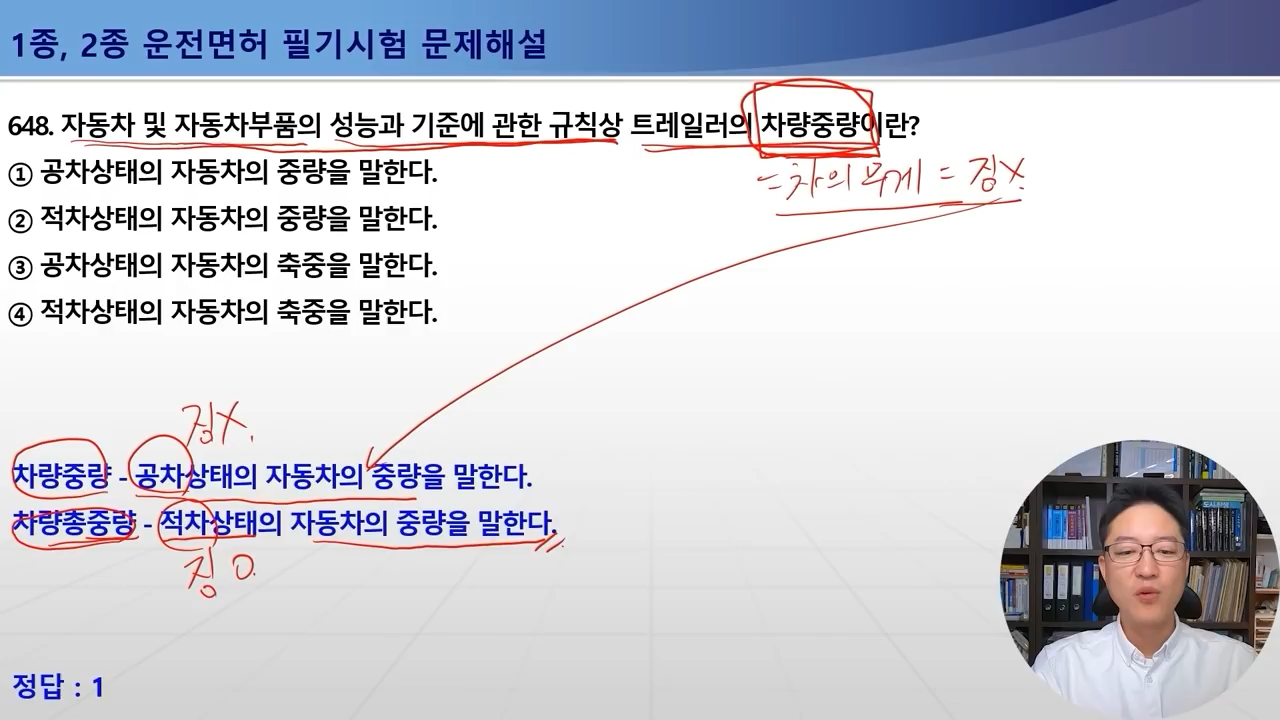 1종, 2종 운전면허 필기시험 문제해설
648. 자동차 및 자동차부품의 성능과 기준에 관한 규칙상 트레일러의 차량중량이란?
① 공차상태의 자동차의 중량을 말한다.
= 차의 무게 = 짐X.
② 적차상태의 자동차의 중량을 말한다.
③ 공차상태의 자동차의 축중을 말한다.
④ 적차상태의 자동차의 축중을 말한다.
짐X.
차량중량 - 공차상태의 자동차의 중량을 말한다.
차량총중량 - 적차상태의 자동차의 중량을 말한다.
짐 O.
정답 : 1